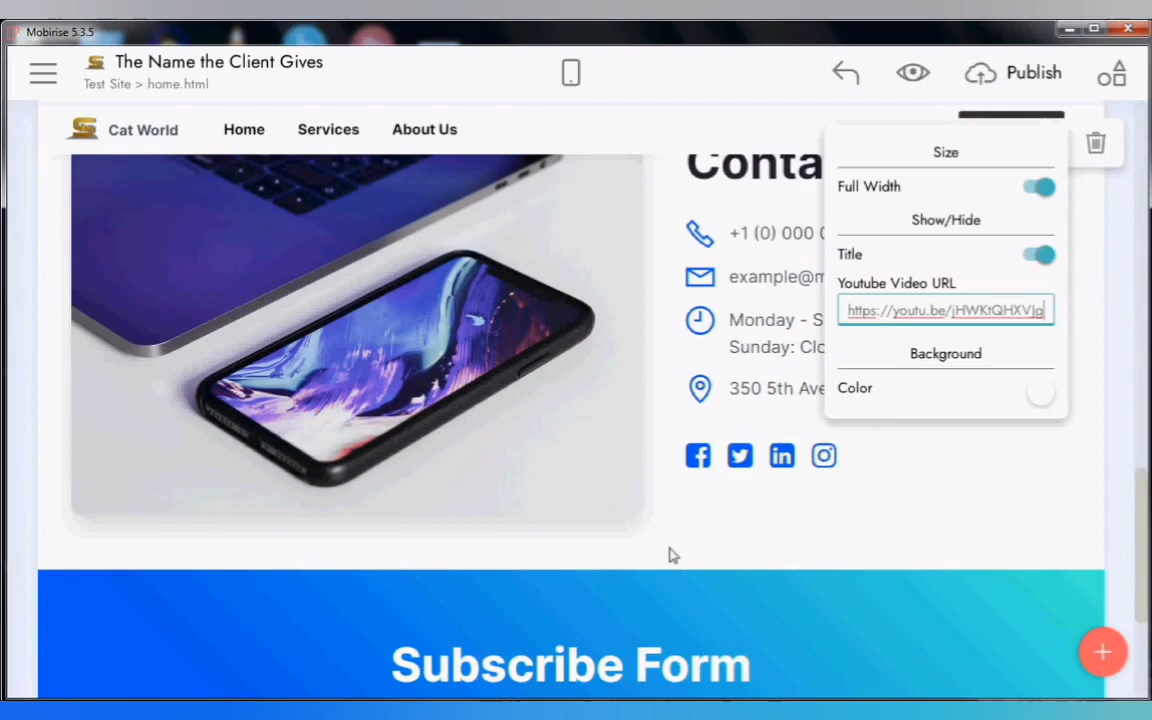 Mobirise 5.3.5
The Name the Client Gives
Test Site > home.html
Publish
Cat World
Home
Services
About Us
Conta
+1 (0) 000 0
example@m
Monday - S
Sunday: Clo
350 5th Ave
Size
Full Width
Show/Hide
Title
Youtube Video URL
https://youtu.be/jHWKtQHXVJg
Background
Color
Subscribe Form